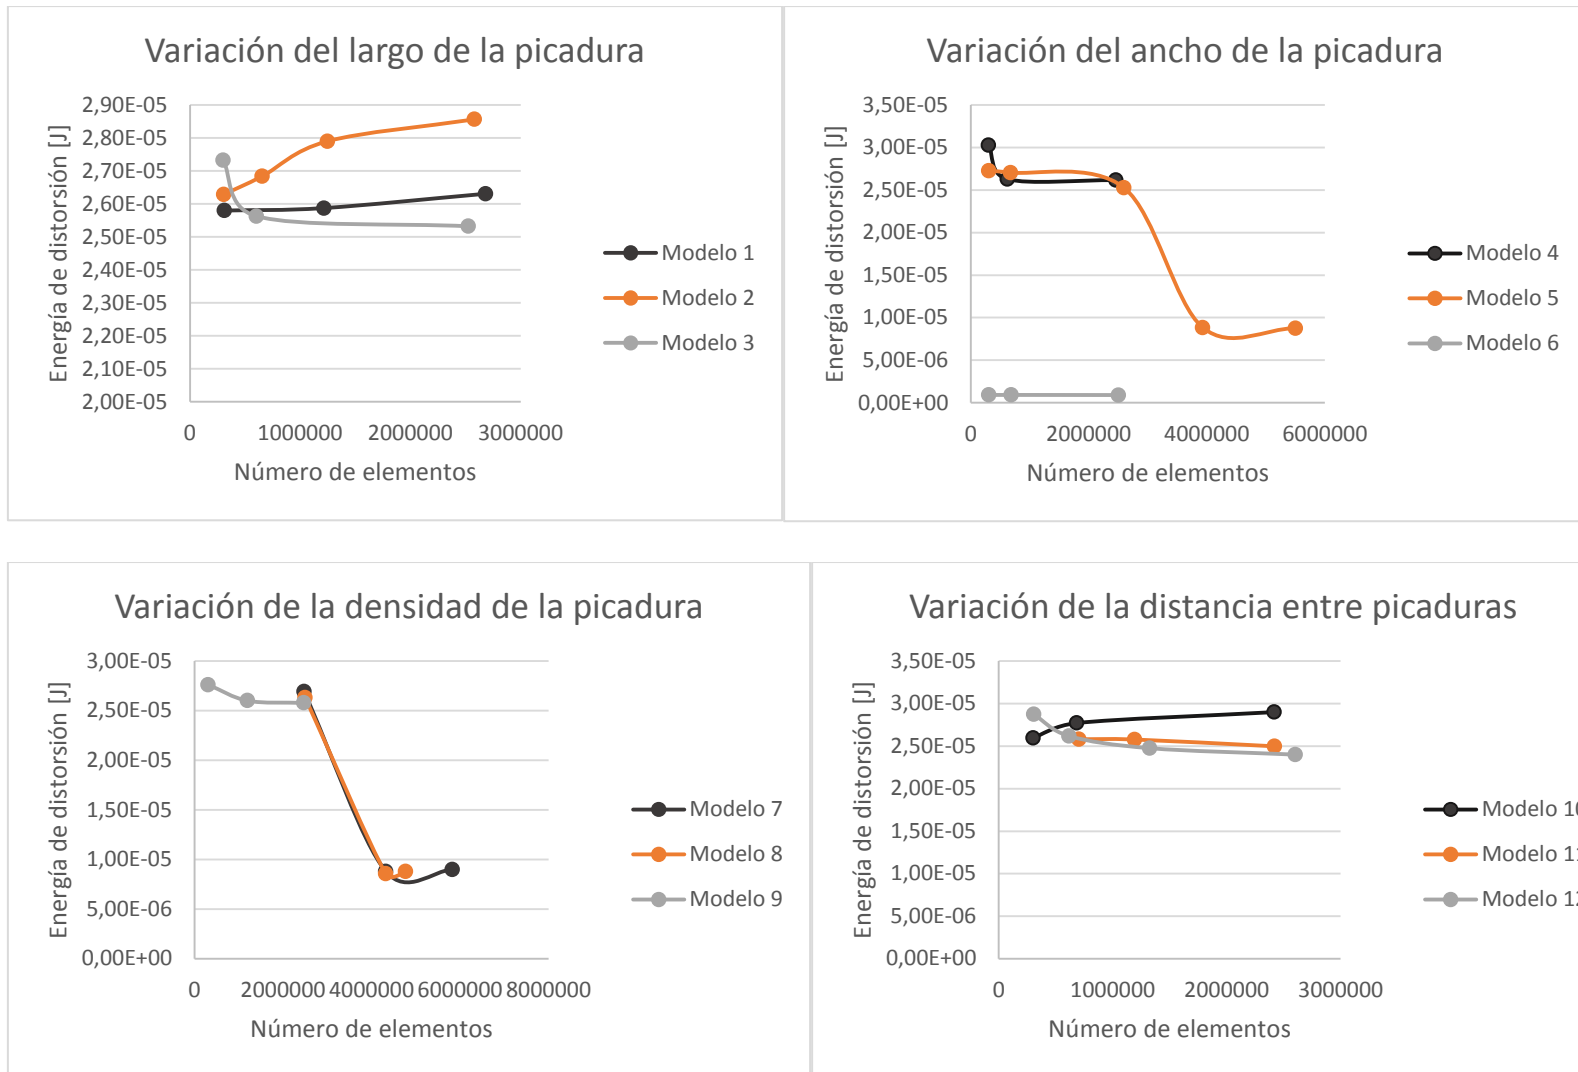 Variación del largo de la picadura
Energía de distorsión [J]
2,90E-05
2,80E-05
2,70E-05
2,60E-05
2,50E-05
2,40E-05
2,30E-05
2,20E-05
2,10E-05
2,00E-05
0 1000000 2000000 3000000
Número de elementos
Modelo 1
Modelo 2
Modelo 3
Variación del ancho de la picadura
Energía de distorsión [J]
3,50E-05
3,00E-05
2,50E-05
2,00E-05
1,50E-05
1,00E-05
5,00E-06
0,00E+00
0 2000000 4000000 6000000
Número de elementos
Modelo 4
Modelo 5
Modelo 6
Variación de la densidad de la picadura
Energía de distorsión [J]
3,00E-05
2,50E-05
2,00E-05
1,50E-05
1,00E-05
5,00E-06
0,00E+00
0 2000000 4000000 6000000 8000000
Número de elementos
Modelo 7
Modelo 8
Modelo 9
Variación de la distancia entre picaduras
Energía de distorsión [J]
3,50E-05
3,00E-05
2,50E-05
2,00E-05
1,50E-05
1,00E-05
5,00E-06
0,00E+00
0 1000000 2000000 3000000
Número de elementos
Modelo 10
Modelo 11
Modelo 12